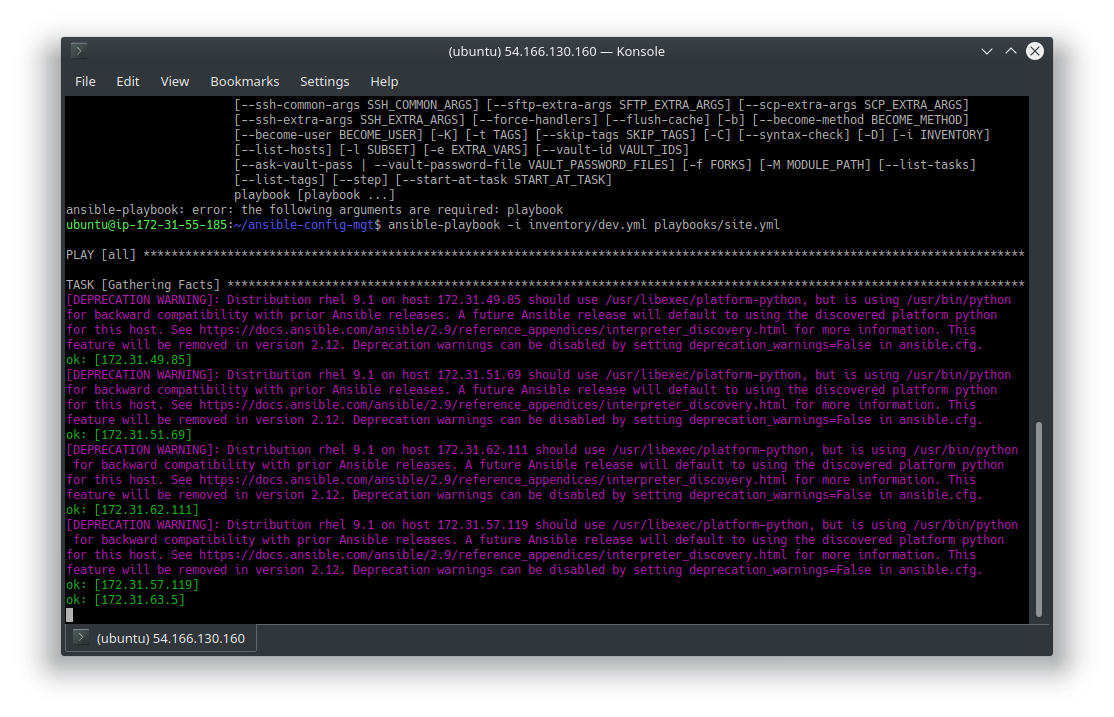 (ubuntu) 54.166.130.160 — Konsole
File Edit View Bookmarks Settings Help
[--ssh-common-args SSH_COMMON_ARGS] [--sftp-extra-args SFTP_EXTRA_ARGS] [--scp-extra-args SCP_EXTRA_ARGS]
[--ssh-extra-args SSH_EXTRA_ARGS] [--force-handlers] [--flush-cache] [-b] [--become-method BECOME_METHOD]
[--become-user BECOME_USER] [-K] [-t TAGS] [--skip-tags SKIP_TAGS] [-C] [--syntax-check] [-D] [-i INVENTORY]
[--list-hosts] [-l SUBSET] [-e EXTRA_VARS] [--vault-id VAULT_IDS]
[--ask-vault-pass | --vault-password-file VAULT_PASSWORD_FILES] [-f FORKS] [-M MODULE_PATH] [--list-tasks]
[--list-tags] [--step] [--start-at-task START_AT_TASK]
playbook [playbook ...]
ansible-playbook: error: the following arguments are required: playbook
ubuntu@ip-172-31-55-185:~/ansible-config-mgt$ ansible-playbook -i inventory/dev.yml playbooks/site.yml
PLAY [all] ******************************************************************************************************************************
TASK [Gathering Facts] ******************************************************************************************************************
[DEPRECATION WARNING]: Distribution rhel 9.1 on host 172.31.49.85 should use /usr/libexec/platform-python, but is using /usr/bin/python
for backward compatibility with prior Ansible releases. A future Ansible release will default to using the discovered platform python
for this host. See https://docs.ansible.com/ansible/2.9/reference_appendices/interpreter_discovery.html for more information. This
feature will be removed in version 2.12. Deprecation warnings can be disabled by setting deprecation_warnings=False in ansible.cfg.
ok: [172.31.49.85]
[DEPRECATION WARNING]: Distribution rhel 9.1 on host 172.31.51.69 should use /usr/libexec/platform-python, but is using /usr/bin/python
for backward compatibility with prior Ansible releases. A future Ansible release will default to using the discovered platform python
for this host. See https://docs.ansible.com/ansible/2.9/reference_appendices/interpreter_discovery.html for more information. This
feature will be removed in version 2.12. Deprecation warnings can be disabled by setting deprecation_warnings=False in ansible.cfg.
ok: [172.31.51.69]
[DEPRECATION WARNING]: Distribution rhel 9.1 on host 172.31.62.111 should use /usr/libexec/platform-python, but is using /usr/bin/python
for backward compatibility with prior Ansible releases. A future Ansible release will default to using the discovered platform python
for this host. See https://docs.ansible.com/ansible/2.9/reference_appendices/interpreter_discovery.html for more information. This
feature will be removed in version 2.12. Deprecation warnings can be disabled by setting deprecation_warnings=False in ansible.cfg.
ok: [172.31.62.111]
[DEPRECATION WARNING]: Distribution rhel 9.1 on host 172.31.57.119 should use /usr/libexec/platform-python, but is using /usr/bin/python
for backward compatibility with prior Ansible releases. A future Ansible release will default to using the discovered platform python
for this host. See https://docs.ansible.com/ansible/2.9/reference_appendices/interpreter_discovery.html for more information. This
feature will be removed in version 2.12. Deprecation warnings can be disabled by setting deprecation_warnings=False in ansible.cfg.
ok: [172.31.57.119]
ok: [172.31.63.5]
(ubuntu) 54.166.130.160